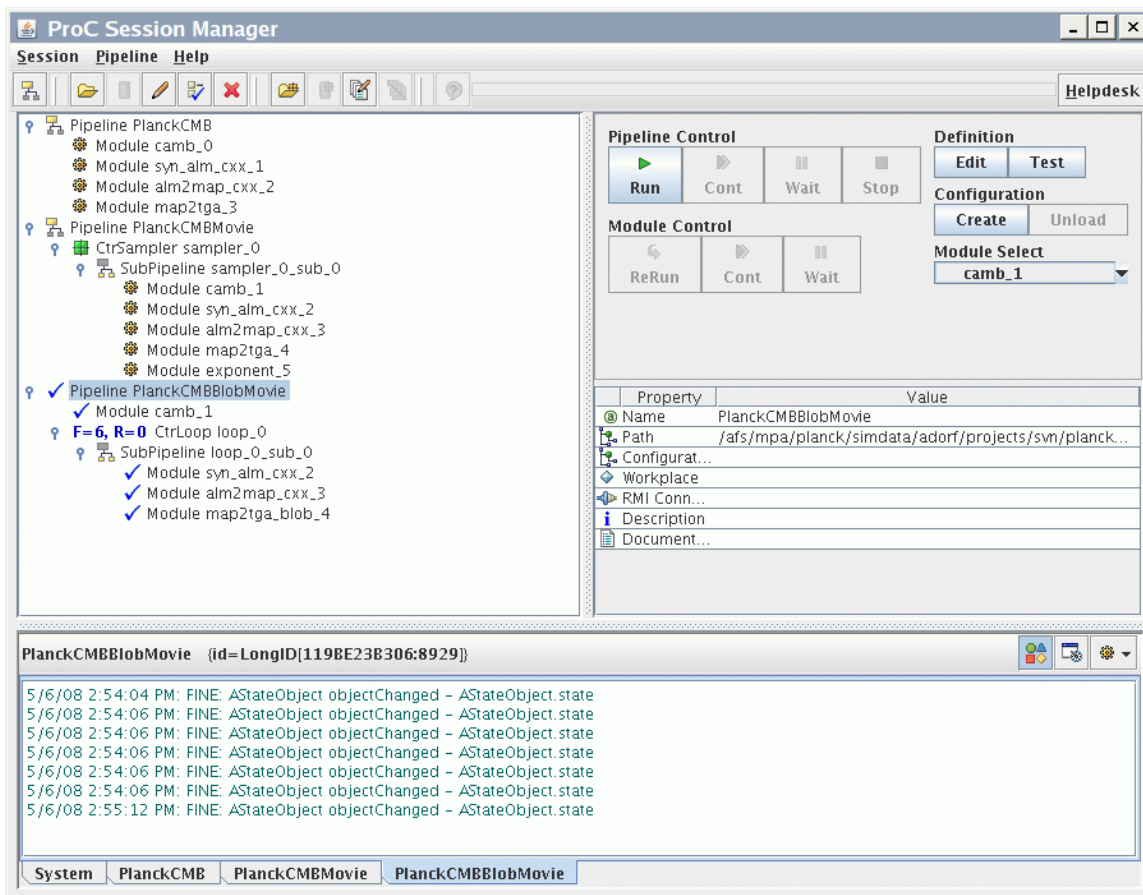 ProC Session Manager
Session Pipeline Help
Helpdesk
Pipeline PlanckCMB
Module camb_0
Module syn_alm_cxx_1
Module alm2map_cxx_2
Module map2tga_3
Pipeline PlanckCMBMovie
CtrSampler sampler_0
SubPipeline sampler_0_sub_0
Module camb_1
Module syn_alm_cxx_2
Module alm2map_cxx_3
Module map2tga_4
Module exponent_5
Pipeline PlanckCMBBlobMovie
Module camb_1
F=6, R=0 CtrLoop loop_0
SubPipeline loop_0_sub_0
Module syn_alm_cxx_2
Module alm2map_cxx_3
Module map2tga_blob_4
Pipeline Control
Run Cont Wait Stop
Module Control
ReRun Cont Wait
Definition
Edit Test
Configuration
Create Unload
Module Select
camb_1
Property Value
Name PlanckCMBBlobMovie
Path /afs/mpa/planck/simdata/adorf/projects/svn/planck...
Configurat...
Workplace
RMI Conn...
Description
Document...
PlanckCMBBlobMovie {id=LongID[119BE23B306:8929]}
5/6/08 2:54:04 PM: FINE: AStateObject objectChanged - AStateObject.state
5/6/08 2:54:06 PM: FINE: AStateObject objectChanged - AStateObject.state
5/6/08 2:54:06 PM: FINE: AStateObject objectChanged - AStateObject.state
5/6/08 2:54:06 PM: FINE: AStateObject objectChanged - AStateObject.state
5/6/08 2:54:06 PM: FINE: AStateObject objectChanged - AStateObject.state
5/6/08 2:54:06 PM: FINE: AStateObject objectChanged - AStateObject.state
5/6/08 2:55:12 PM: FINE: AStateObject objectChanged - AStateObject.state
System PlanckCMB PlanckCMBMovie PlanckCMBBlobMovie